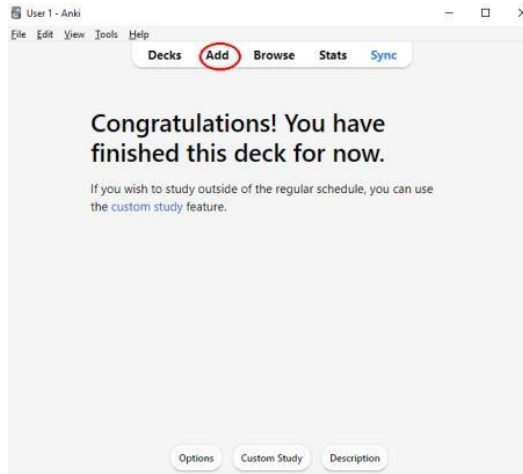 User 1 - Anki
File Edit View Tools Help
Decks Add Browse Stats Sync
Congratulations! You have
finished this deck for now.
If you wish to study outside of the regular schedule, you can use
the custom study feature.
Options Custom Study Description